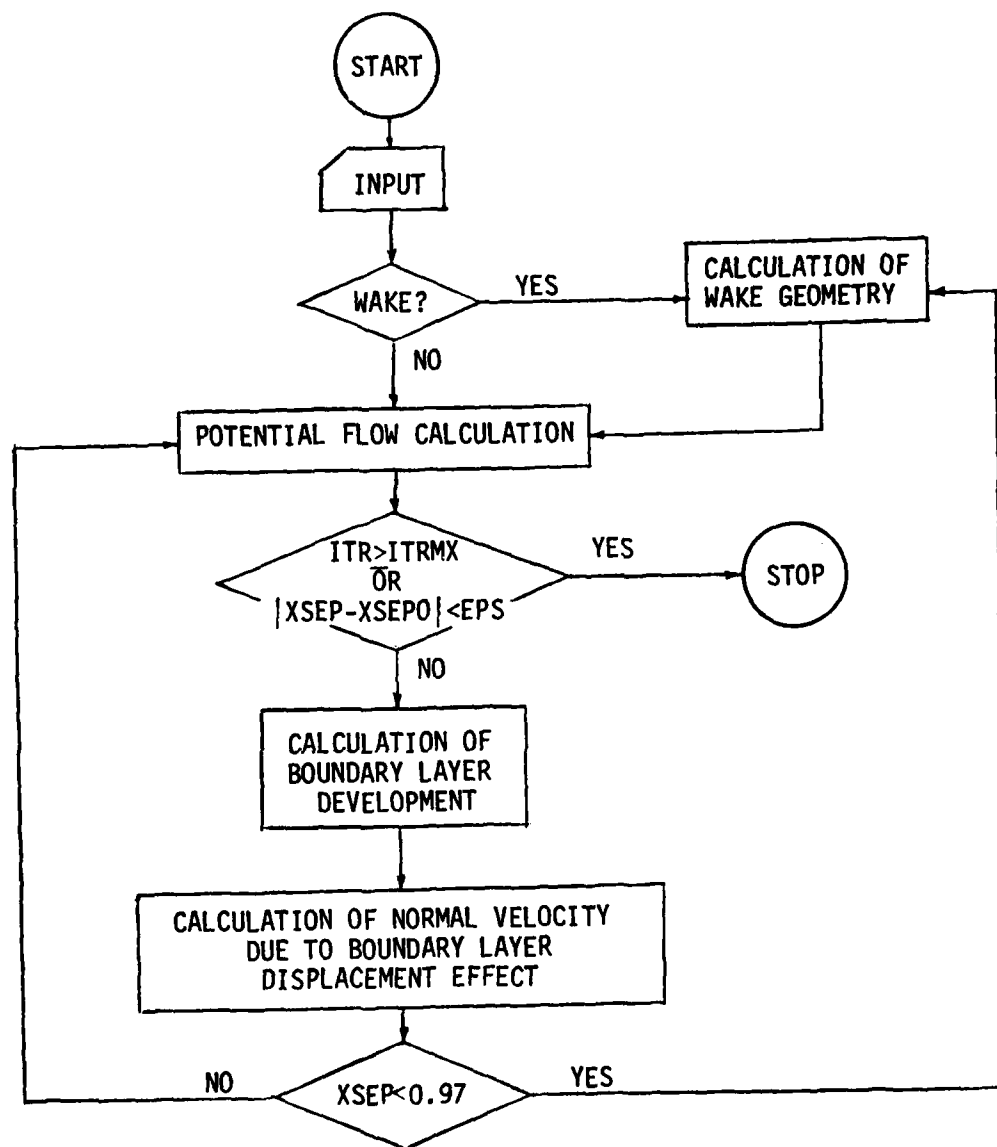 START
INPUT
WAKE?
YES
CALCULATION OF
WAKE GEOMETRY
NO
POTENTIAL FLOW CALCULATION
ITR>ITRMX
OR
|XSEP-XSEPO|<EPS
YES
STOP
NO
CALCULATION OF
BOUNDARY LAYER
DEVELOPMENT
CALCULATION OF NORMAL VELOCITY
DUE TO BOUNDARY LAYER
DISPLACEMENT EFFECT
NO
XSEP<0.97
YES